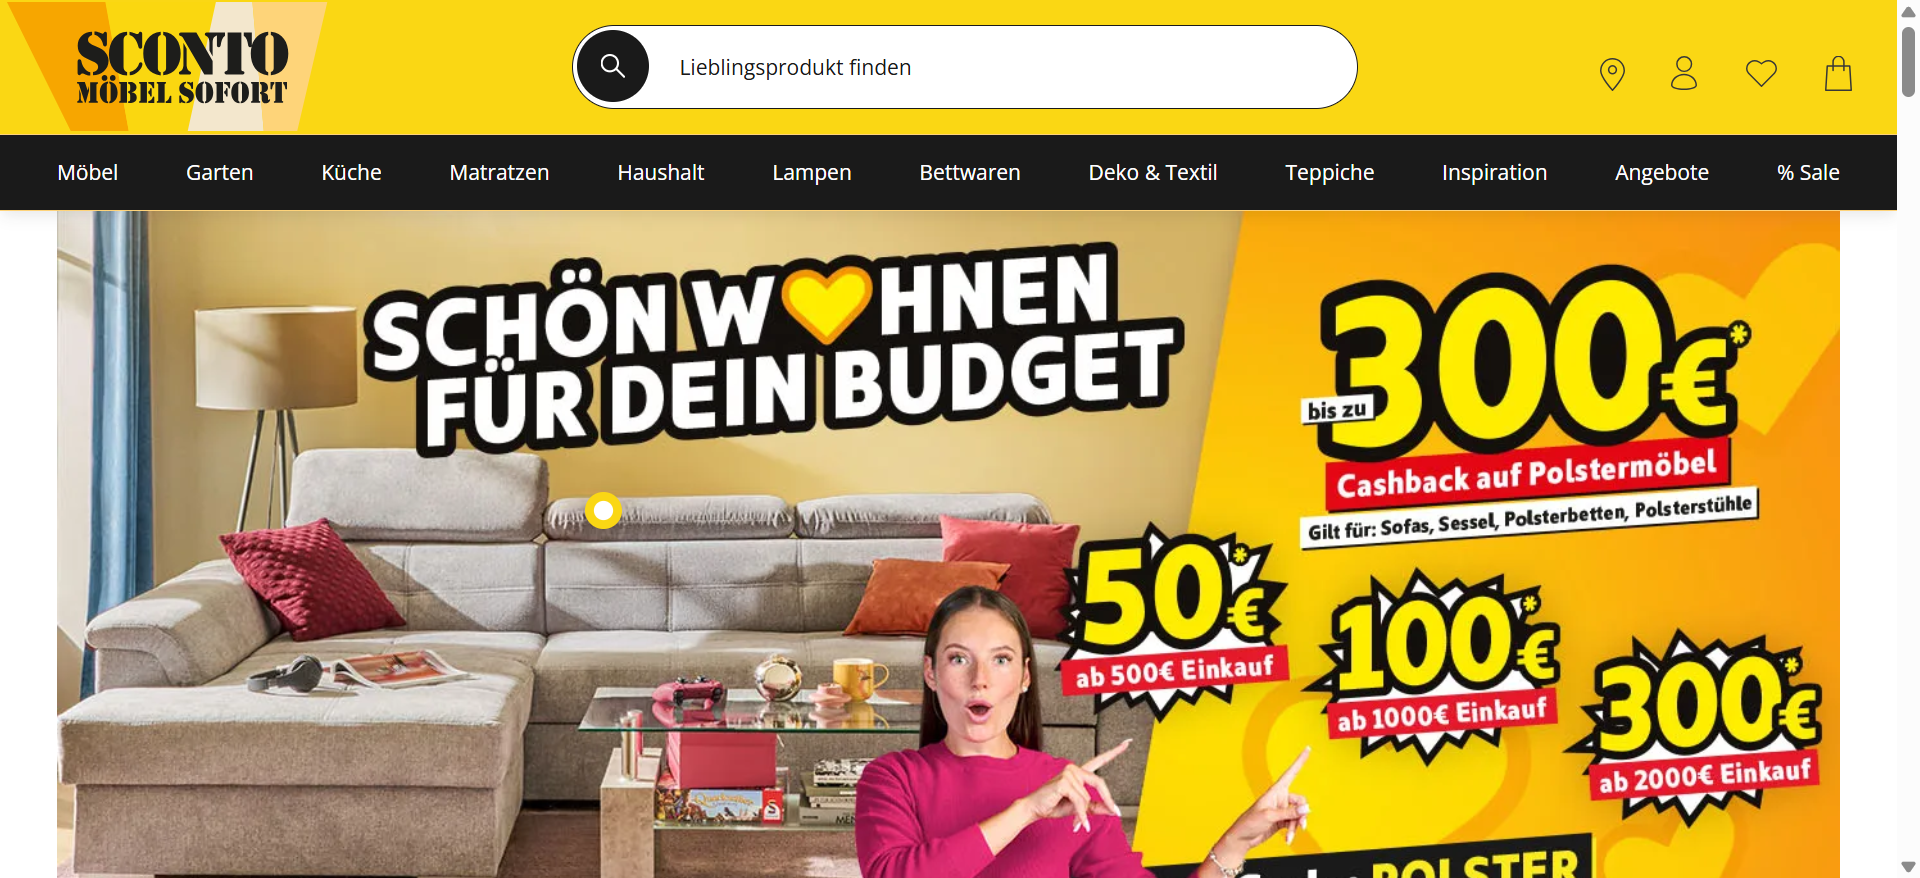 SCONTO
MÖBEL SOFORT
Lieblingsprodukt finden
Möbel
Garten
Küche
Matratzen
Haushalt
Lampen
Bettwaren
Deko & Textil
Teppiche
Inspiration
Angebote
% Sale
SCHÖN WOHNEN
FÜR DEIN BUDGET
bis zu
300€*
Cashback auf Polstermöbel
Gilt für: Sofas, Sessel, Polsterbetten, Polsterstühle
50€*
ab 500€ Einkauf
100€*
ab 1000€ Einkauf
300€*
ab 2000€ Einkauf
POLSTER